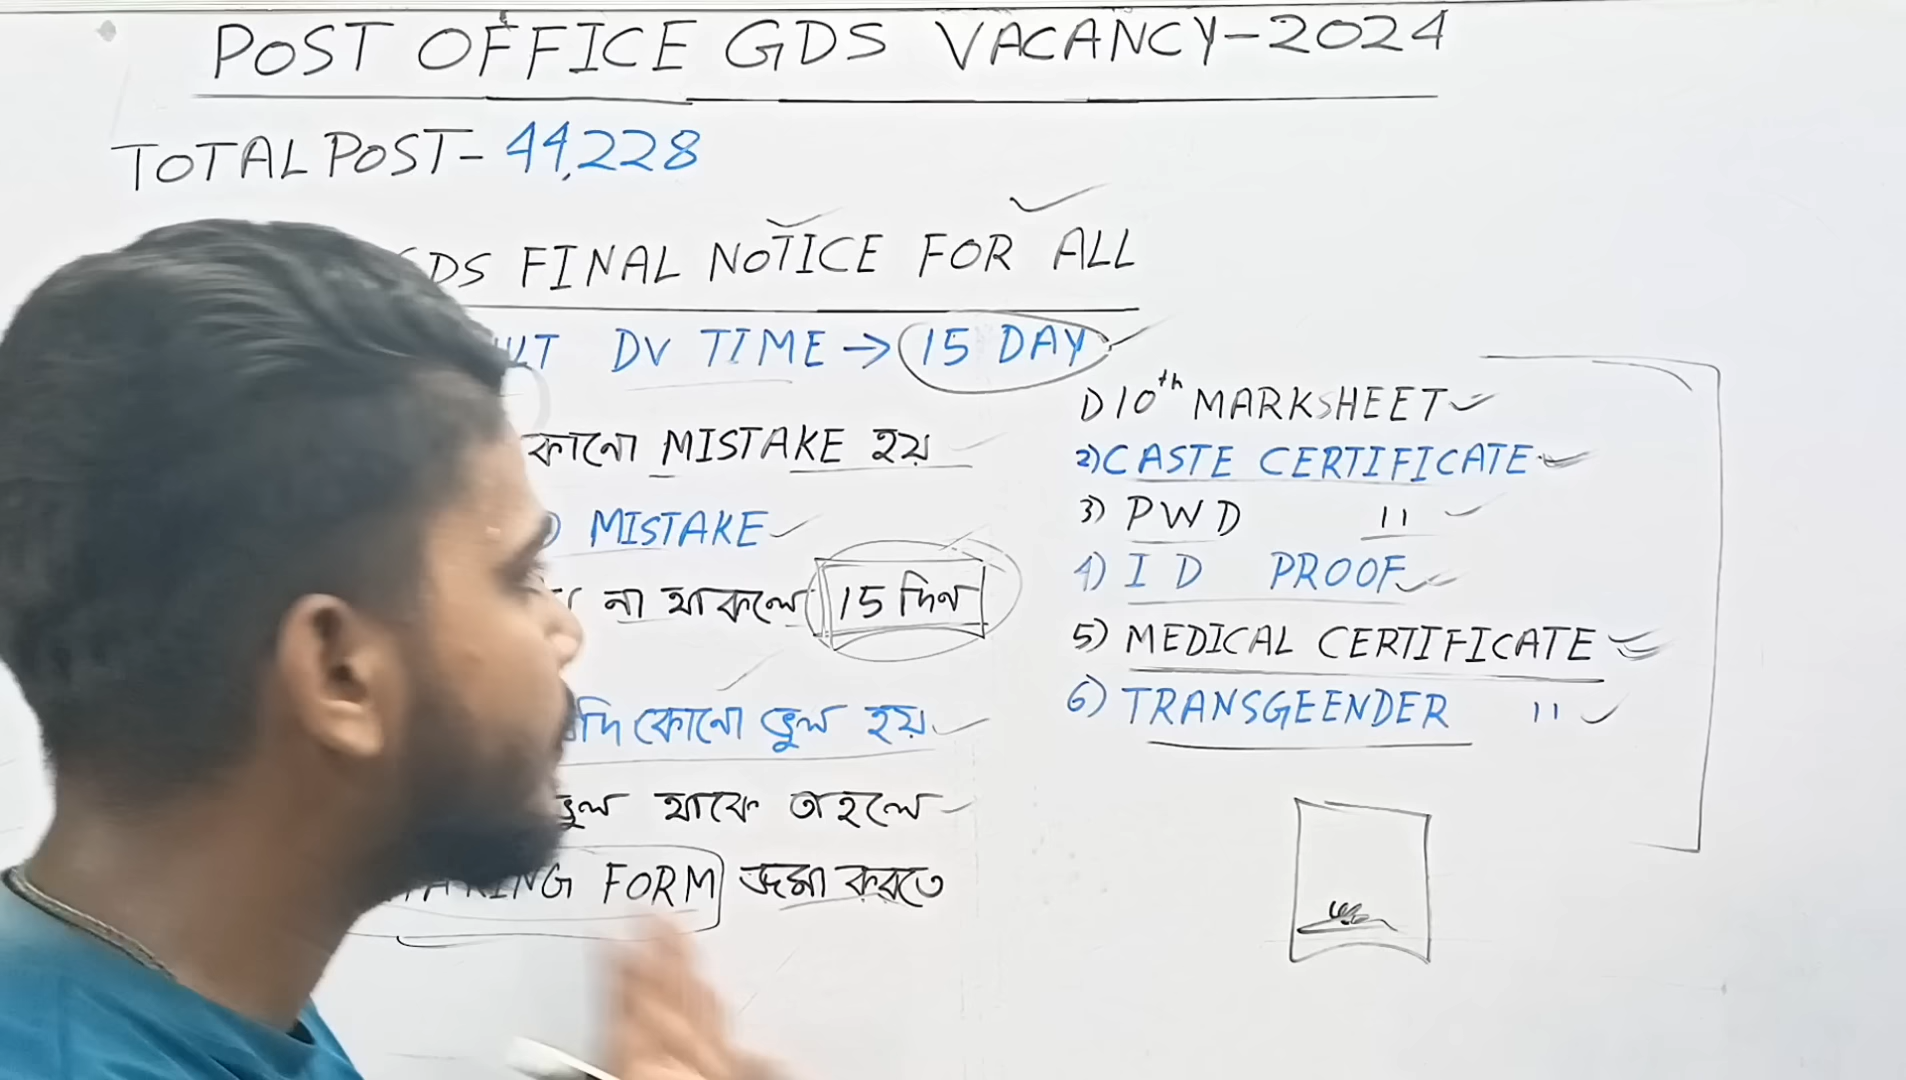 POST OFFICE GDS VACANCY-2024
TOTAL POST- 44,228
GDS FINAL NOTICE FOR ALL
DV TIME → 15 DAY
কোনো MISTAKE হয়
MISTAKE
না থাকলে 15 দিন
যদি কোনো ভুল হয়
ভুল থাকে তাহলে
FORM জমা করতে
1) 10th MARKSHEET
2) CASTE CERTIFICATE
3) PWD "
4) ID PROOF
5) MEDICAL CERTIFICATE
6) TRANSGEENDER "